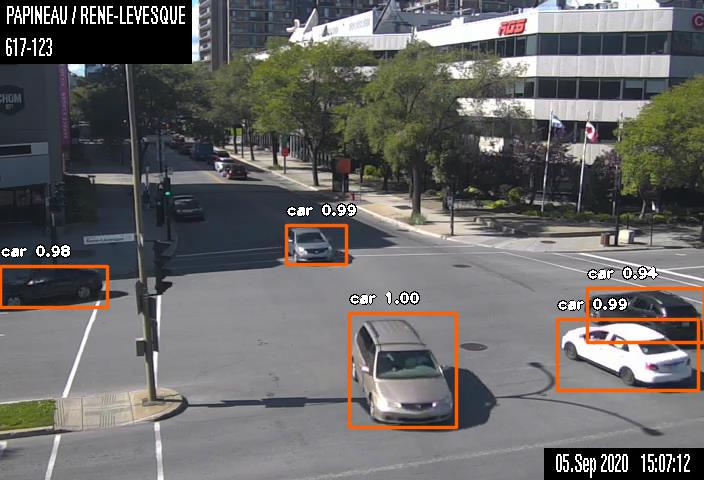 PAPINEAU / RENE-LEVESQUE
617-123
CHOM
car 0.99
car 0.98
car 0.94
car 0.99
car 1.00
05.Sep 2020 15:07:12